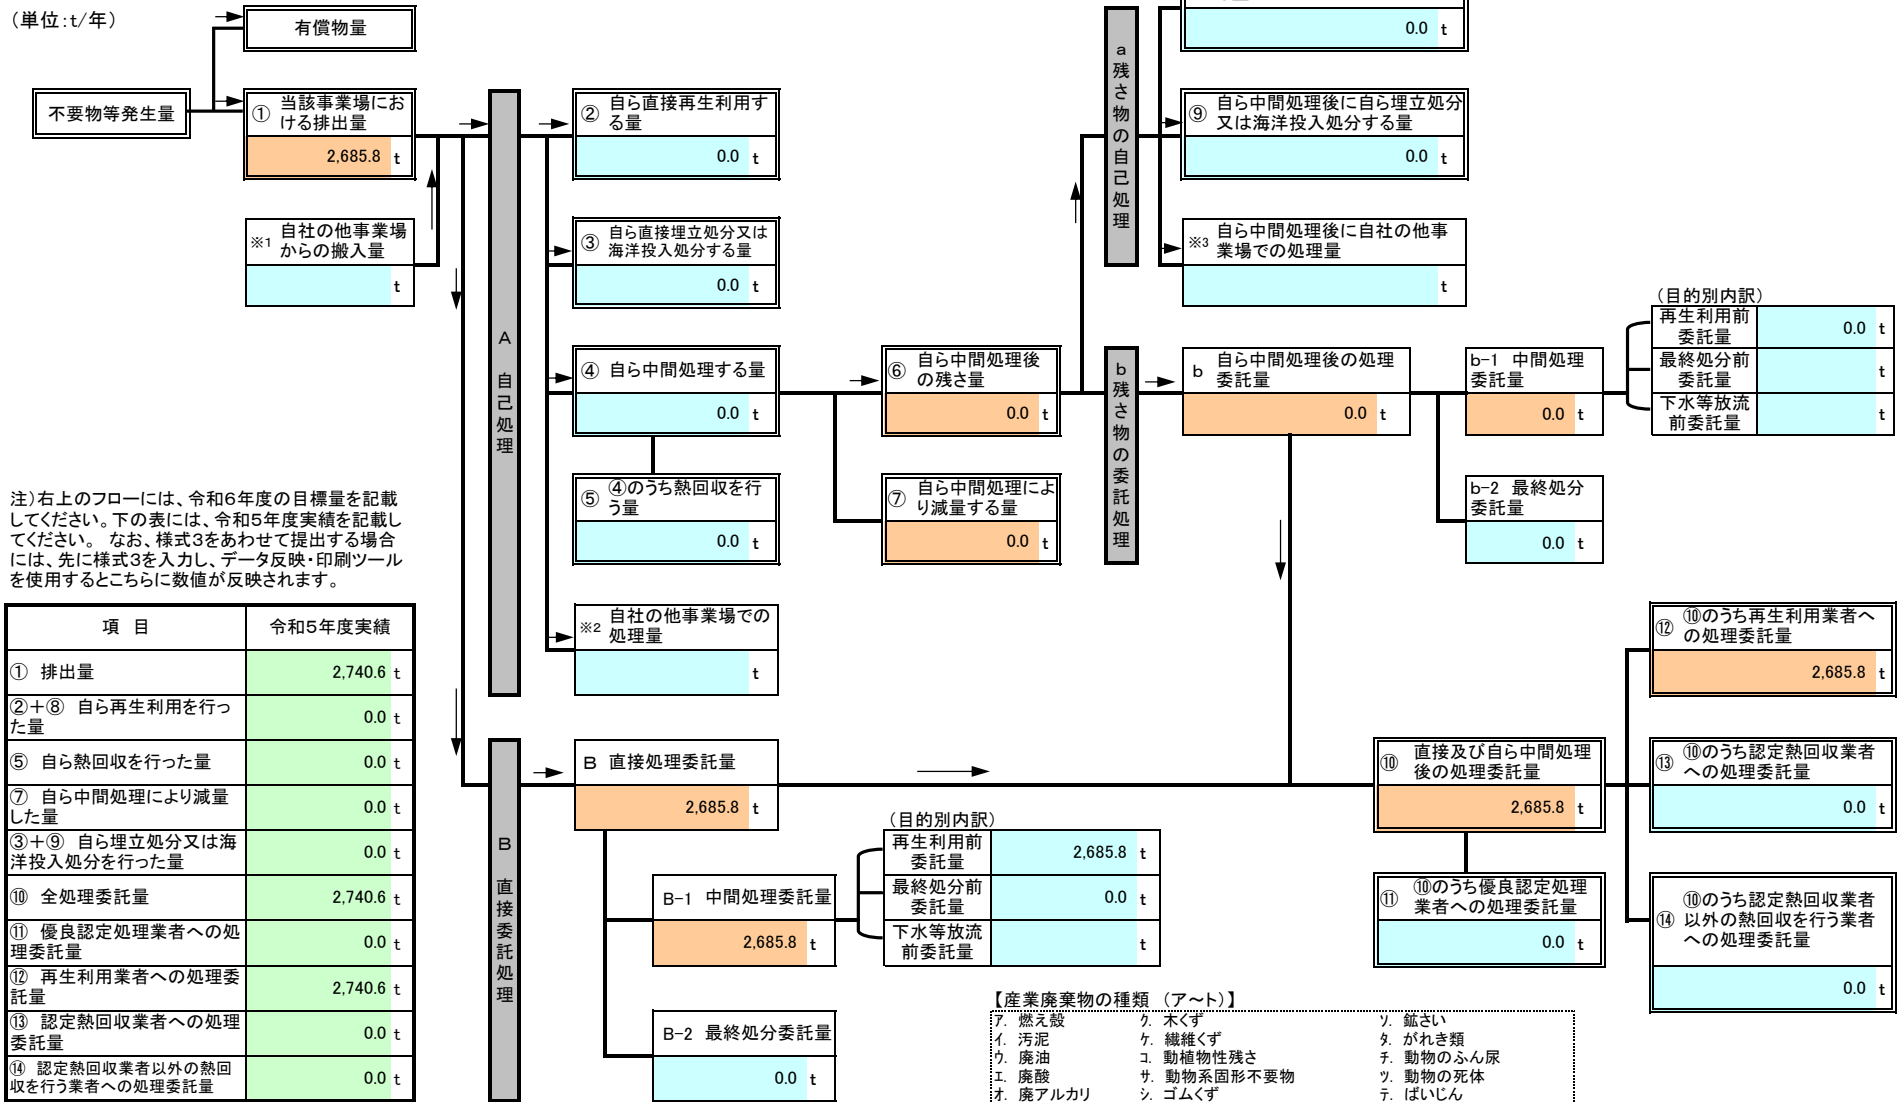 (単位:t/年)
有償物量
0.0 t
不要物等発生量
① 当該事業場にお
ける排出量
2,685.8 t
② 自ら直接再生利用す
る量
0.0 t
a 残さ物の自己処理
⑨ 自ら中間処理後に自ら埋立処分
又は海洋投入処分する量
0.0 t
※1 自社の他事業場
からの搬入量
t
③ 自ら直接埋立処分又は
海洋投入処分する量
0.0 t
※3 自ら中間処理後に自社の他事
業場での処理量
t
A 自己処理
④ 自ら中間処理する量
0.0 t
⑥ 自ら中間処理後
の残さ量
0.0 t
b 残さ物の委託処理
b 自ら中間処理後の処理
委託量
0.0 t
b-1 中間処理
委託量
0.0 t
(目的別内訳)
再生利用前
委託量
0.0 t
最終処分前
委託量
t
下水等放流
前委託量
t
⑤ ④のうち熱回収を行
う量
0.0 t
⑦ 自ら中間処理によ
り減量する量
0.0 t
b-2 最終処分
委託量
0.0 t
注)右上のフローには、令和6年度の目標量を記載
してください。下の表には、令和5年度実績を記載し
てください。 なお、様式3をあわせて提出する場合
には、先に様式3を入力し、データ反映・印刷ツール
を使用するとこちらに数値が反映されます。
項 目 令和5年度実績
① 排出量 2,740.6 t
②+⑧ 自ら再生利用を行っ
た量
0.0 t
⑤ 自ら熱回収を行った量 0.0 t
⑦ 自ら中間処理により減量
した量
0.0 t
③+⑨ 自ら埋立処分又は海
洋投入処分を行った量
0.0 t
⑩ 全処理委託量 2,740.6 t
⑪ 優良認定処理業者への処
理委託量
0.0 t
⑫ 再生利用業者への処理委
託量
2,740.6 t
⑬ 認定熱回収業者への処理
委託量
0.0 t
⑭ 認定熱回収業者以外の熱回
収を行う業者への処理委託量
0.0 t
※2 自社の他事業場での
処理量
t
B 直接委託処理
B 直接処理委託量
2,685.8 t
B-1 中間処理委託量
2,685.8 t
(目的別内訳)
再生利用前
委託量
2,685.8 t
最終処分前
委託量
0.0 t
下水等放流
前委託量
t
B-2 最終処分委託量
0.0 t
⑩ 直接及び自ら中間処理
後の処理委託量
2,685.8 t
⑪ ⑩のうち優良認定処理
業者への処理委託量
0.0 t
⑫ ⑩のうち再生利用業者へ
の処理委託量
2,685.8 t
⑬ ⑩のうち認定熱回収業者
への処理委託量
0.0 t
⑭ ⑩のうち認定熱回収業者
以外の熱回収を行う業者
への処理委託量
0.0 t
【産業廃棄物の種類 (ア~ト)】
ア. 燃え殻 ク. 木くず ソ. 鉱さい
イ. 汚泥 ケ. 繊維くず タ. がれき類
ウ. 廃油 コ. 動植物性残さ チ. 動物のふん尿
エ. 廃酸 サ. 動物系固形不要物 ツ. 動物の死体
オ. 廃アルカリ シ. ゴムくず テ. ばいじん